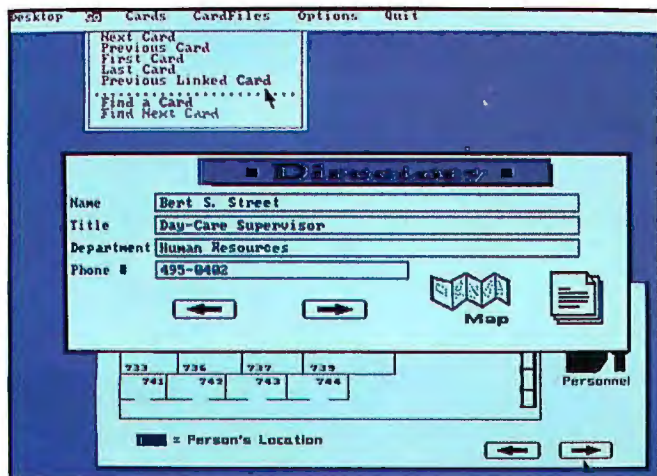 Desktop Go Cards CardFiles Options Quit
Next Card
Previous Card
First Card
Last Card
Previous Linked Card
Find a Card
Find Next Card
Directory
Name Bert S. Street
Title Day-Care Supervisor
Department Human Resources
Phone # 495-0402
Map
733 736 737 739
741 742 743 744
Personnel
= Person's Location